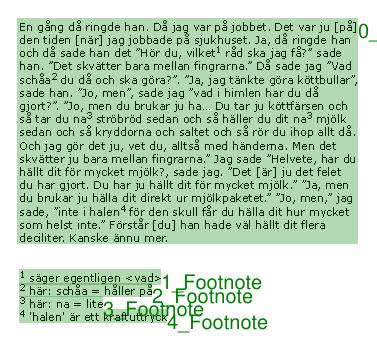 En gång då ringde han. Då jag var på jobbet. Det var ju [på]
den tiden [när] jag jobbade på sjukhuset. Ja, då ringde han
och då sade han det ”Hör du, vilket¹ råd ska jag få?” sade
han. ”Det skvätter bara mellan fingrarna.” Då sade jag ”Vad
schåa² du då och ska göra?”. ”Ja, jag tänkte göra köttbullar”,
sade han. ”Jo, men”, sade jag ”vad i himlen har du då
gjort?”. ”Jo, men du brukar ju ha... Du tar ju köttfärsen och
så tar du na³ ströbröd sedan och så häller du dit na³ mjölk
sedan och så kryddorna och saltet och så rör du ihop allt då.
Och jag gör det ju, vet du, alltså med händerna. Men det
skvätter ju bara mellan fingrarna.” Jag sade ”Helvete, har du
hällt dit för mycket mjölk?, sade jag. ”Det [är] ju det felet
du har gjort. Du har ju hällt dit för mycket mjölk.” ”Ja, men
du brukar ju hälla dit direkt ur mjölkpaketet.” ”Jo, men,” jag
sade, ”inte i halen⁴ för den skull får du hälla dit hur mycket
som helst inte.” Förstår [du] han hade väl hällt dit flera
deciliter. Kanske ännu mer.
0_
¹ säger egentligen <vad>
1_Footnote
² här: schåa = håller på
2_Footnote
³ här: na = lite
3_Footnote
⁴ 'halen' är ett kraftuttryck
4_Footnote